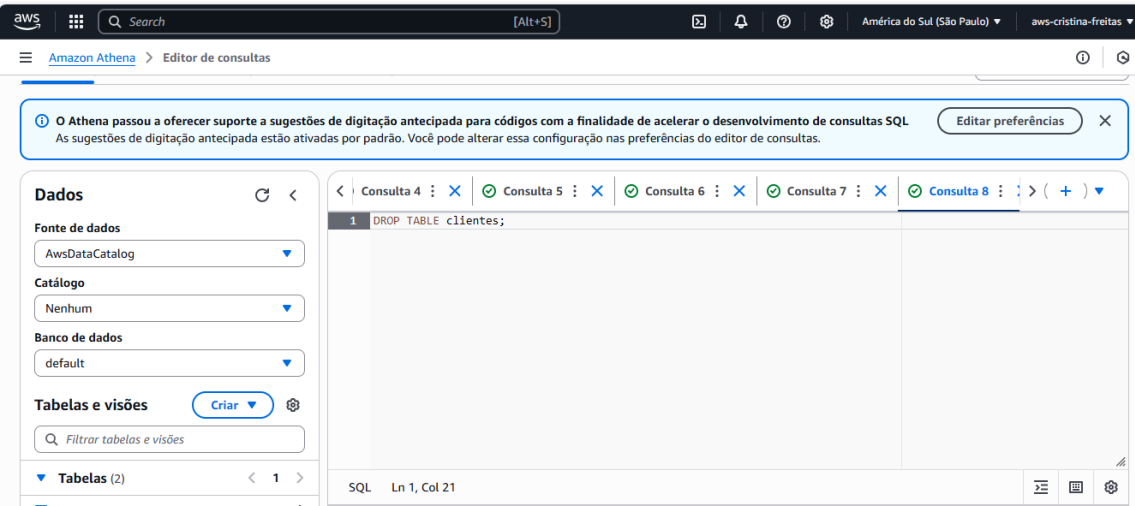 aws Search [Alt+S] América do Sul (São Paulo) aws-cristina-freitas
Amazon Athena > Editor de consultas
O Athena passou a oferecer suporte a sugestões de digitação antecipada para códigos com a finalidade de acelerar o desenvolvimento de consultas SQL
As sugestões de digitação antecipada estão ativadas por padrão. Você pode alterar essa configuração nas preferências do editor de consultas.
Editar preferências
Dados
Fonte de dados
AwsDataCatalog
Catálogo
Nenhum
Banco de dados
default
Tabelas e visões
Criar
Filtrar tabelas e visões
Tabelas (2) < 1 >
Consulta 4 Consulta 5 Consulta 6 Consulta 7 Consulta 8
1 DROP TABLE clientes;
SQL Ln 1, Col 21